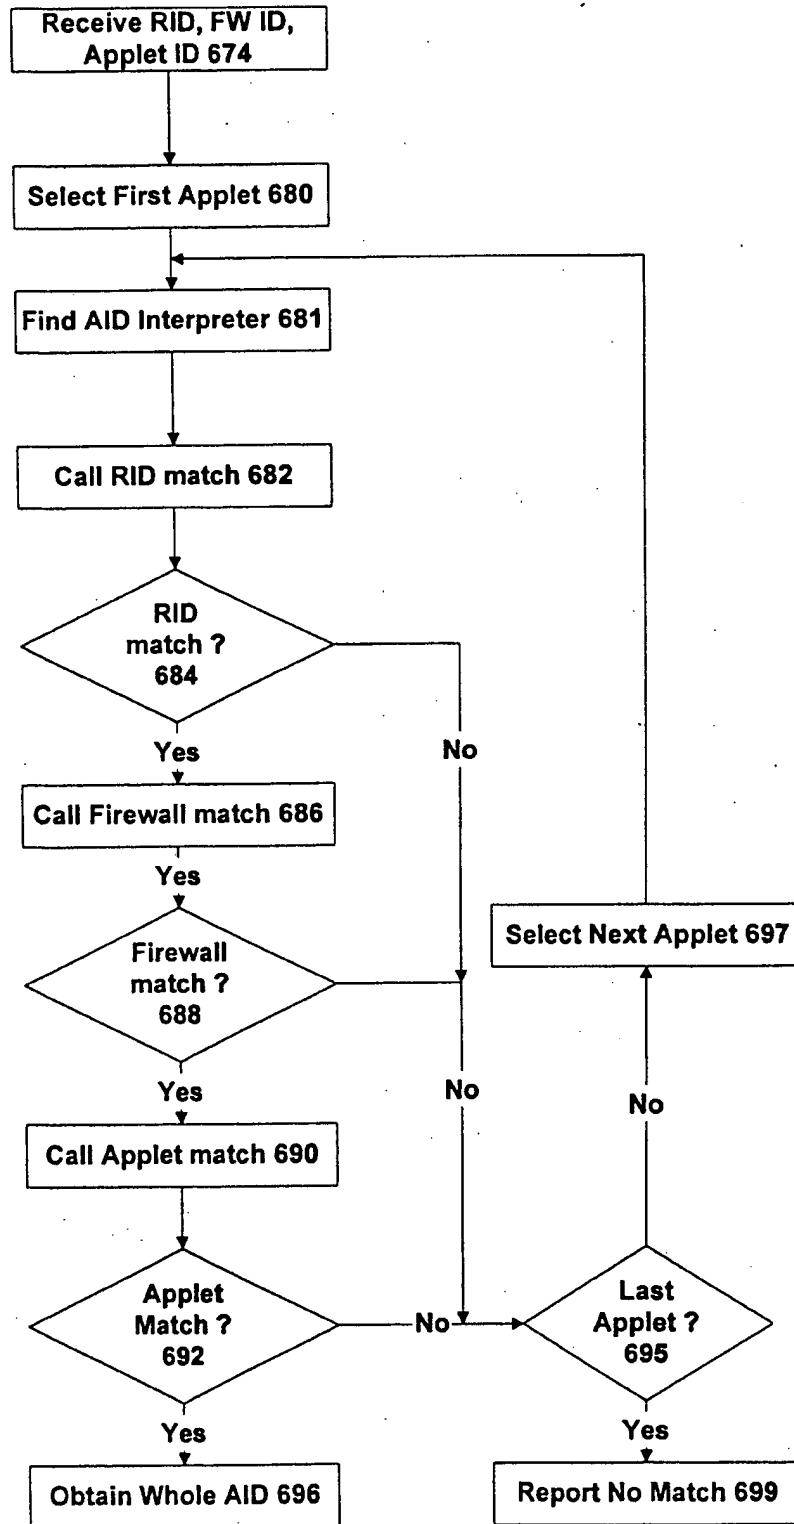 Receive RID, FW ID,
Applet ID 674
Select First Applet 680
Find AID Interpreter 681
Call RID match 682
RID
match ?
684
Yes
No
Call Firewall match 686
Yes
Firewall
match ?
688
Select Next Applet 697
Yes
No
No
Call Applet match 690
Applet
Match ?
692
No
Last
Applet ?
695
Yes
Yes
Obtain Whole AID 696
Report No Match 699